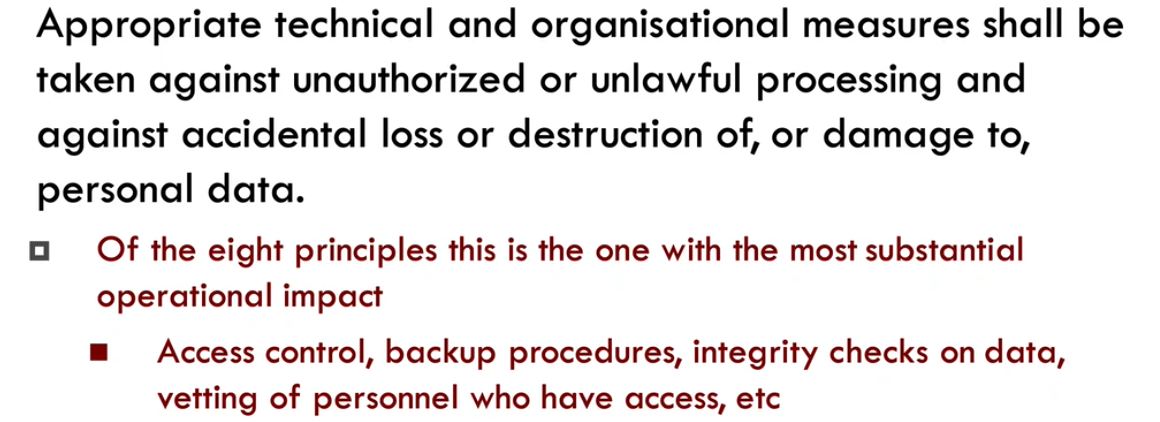 Appropriate technical and organisational measures shall be
taken against unauthorized or unlawful processing and
against accidental loss or destruction of, or damage to,
personal data.
Of the eight principles this is the one with the most substantial
operational impact
Access control, backup procedures, integrity checks on data,
vetting of personnel who have access, etc